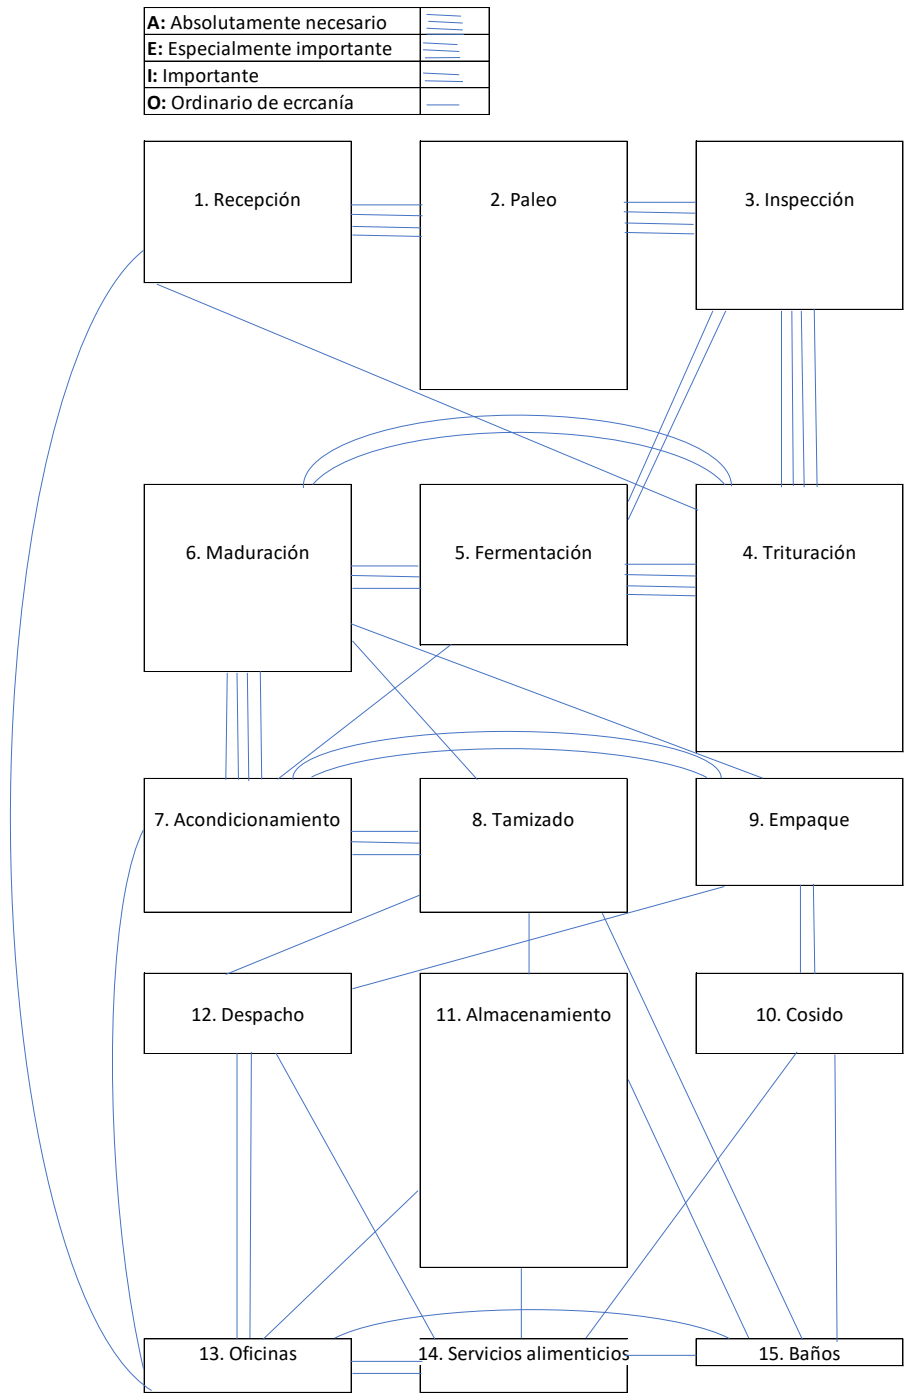 A: Absolutamente necesario
E: Especialmente importante
I: Importante
O: Ordinario de ecrcanía
1. Recepción
2. Paleo
3. Inspección
6. Maduración
5. Fermentación
4. Trituración
7. Acondicionamiento
8. Tamizado
9. Empaque
12. Despacho
11. Almacenamiento
10. Cosido
13. Oficinas
14. Servicios alimenticios
15. Baños